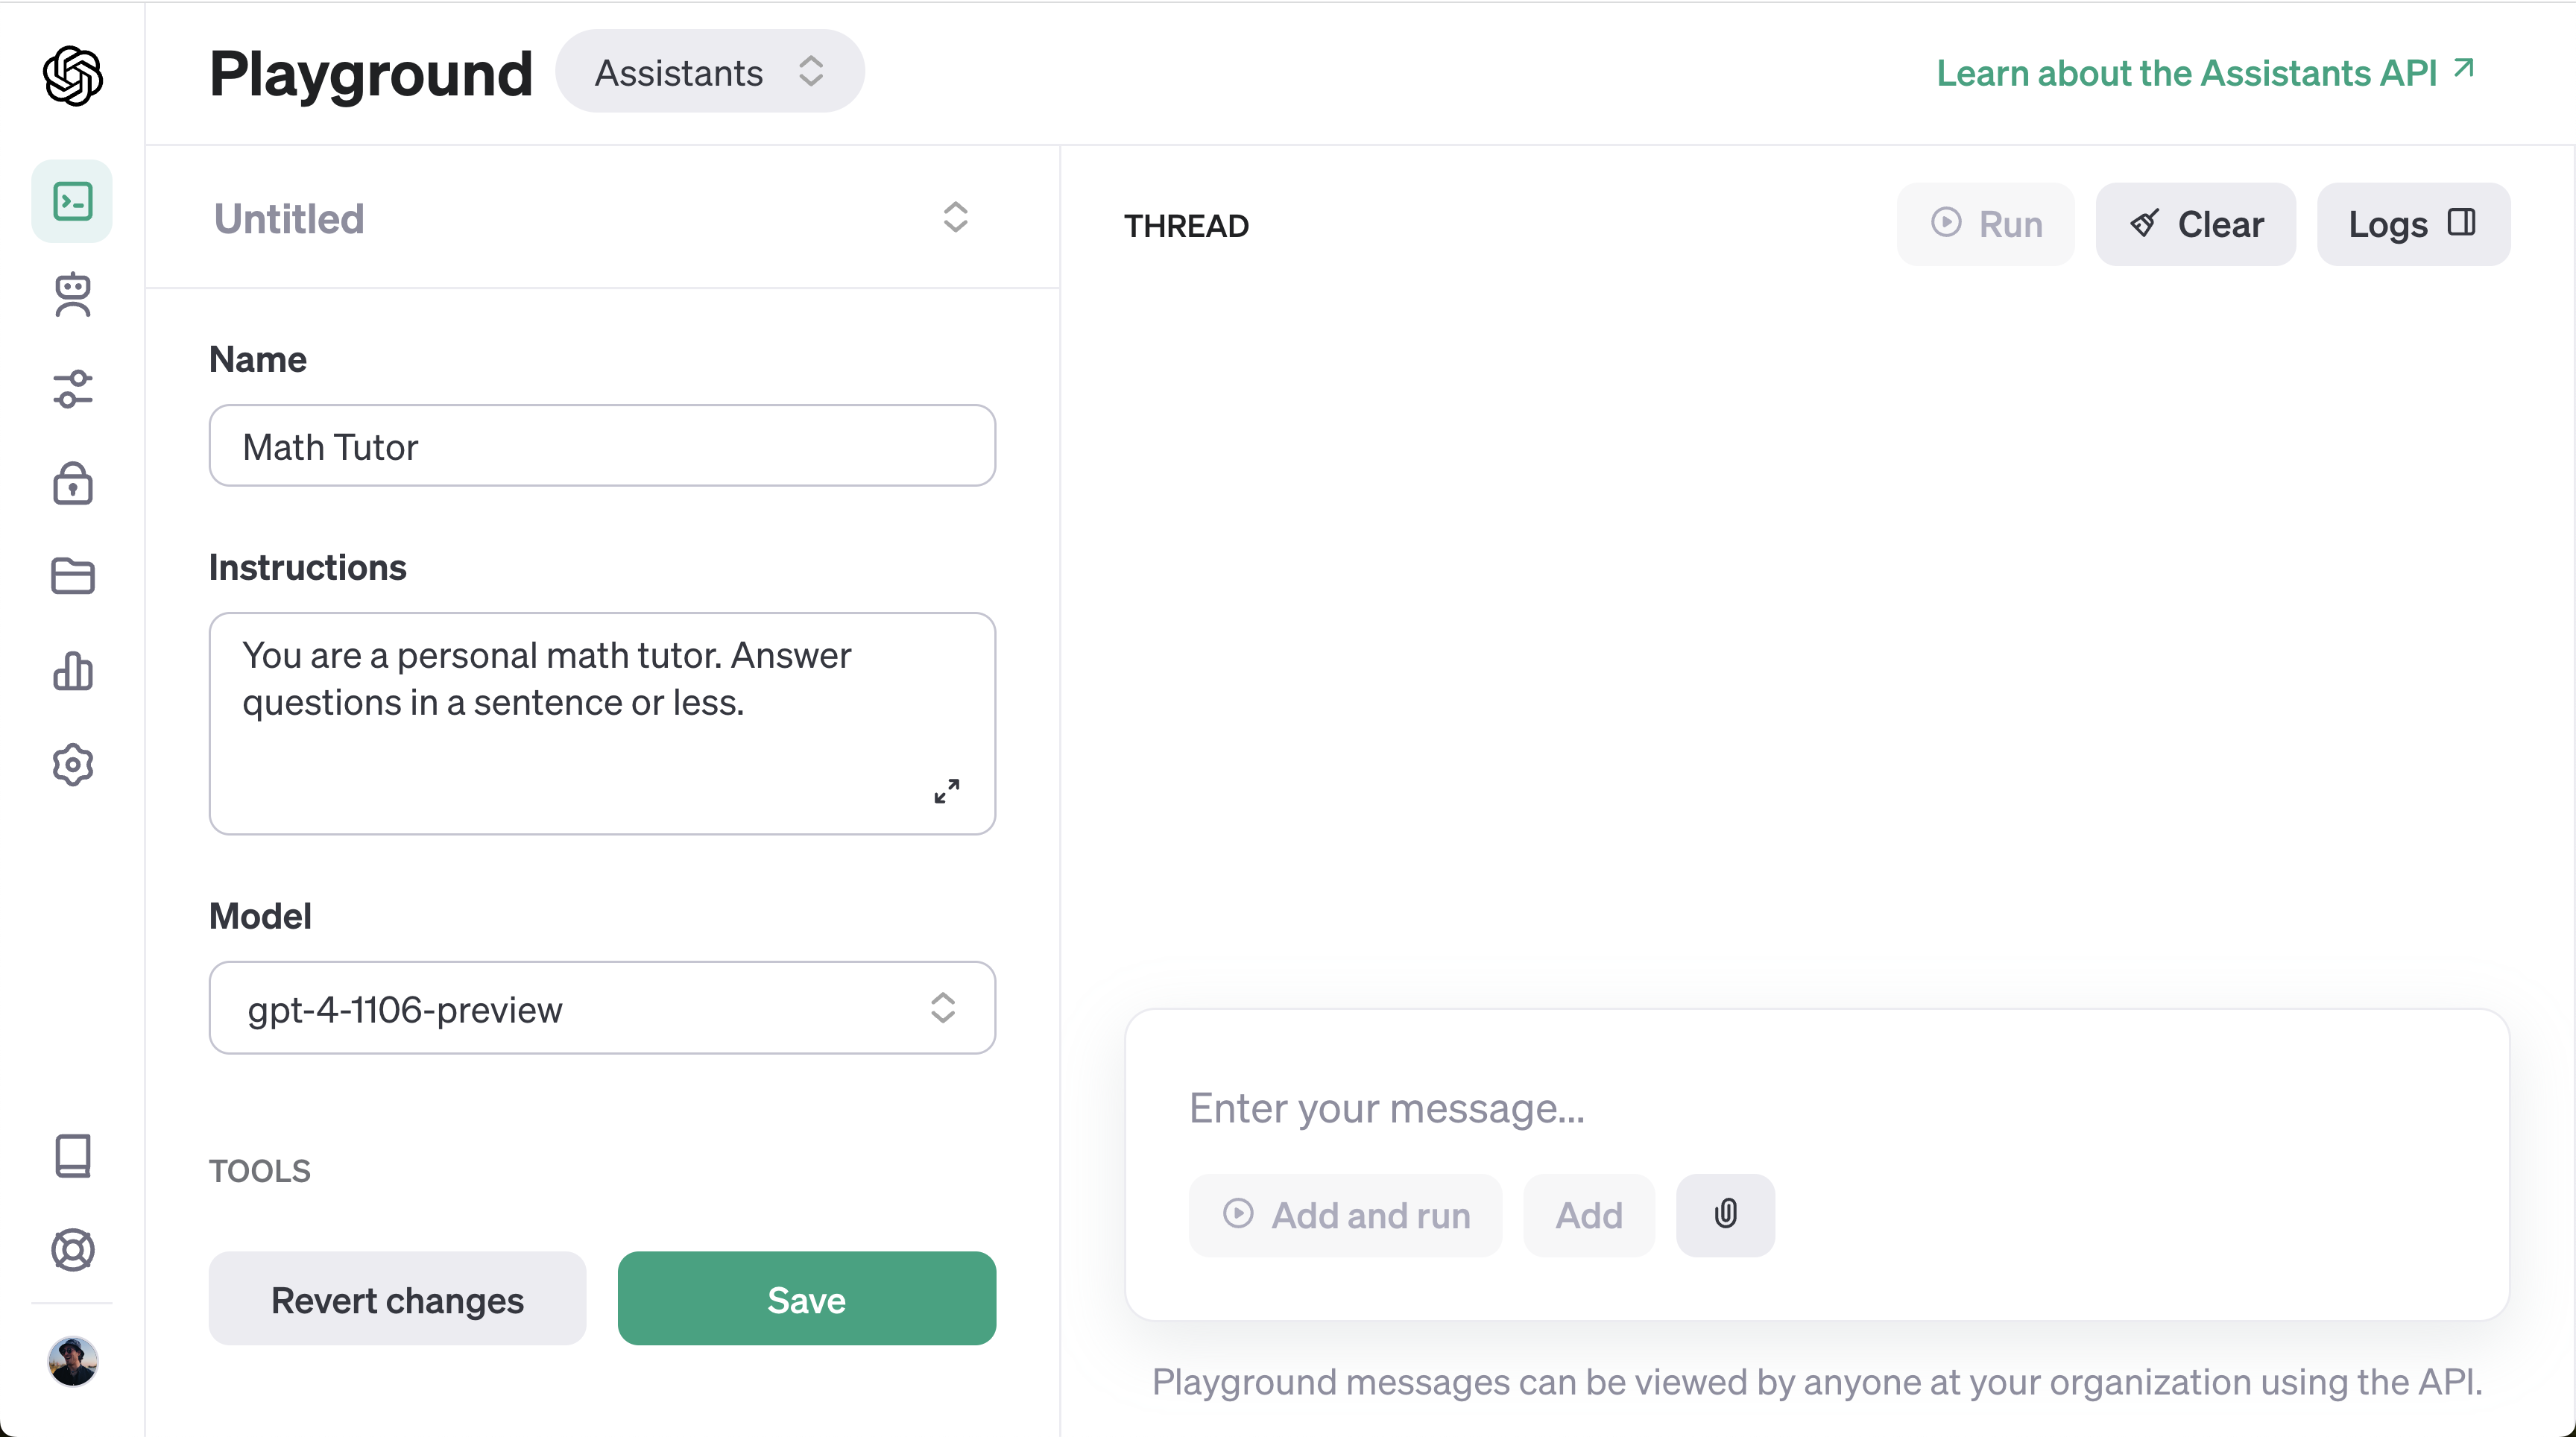 Playground
Assistants
Learn about the Assistants API
Untitled
THREAD
Run
Clear
Logs
Name
Math Tutor
Instructions
You are a personal math tutor. Answer
questions in a sentence or less.
Model
gpt-4-1106-preview
TOOLS
Revert changes
Save
Enter your message...
Add and run
Add
Playground messages can be viewed by anyone at your organization using the API.